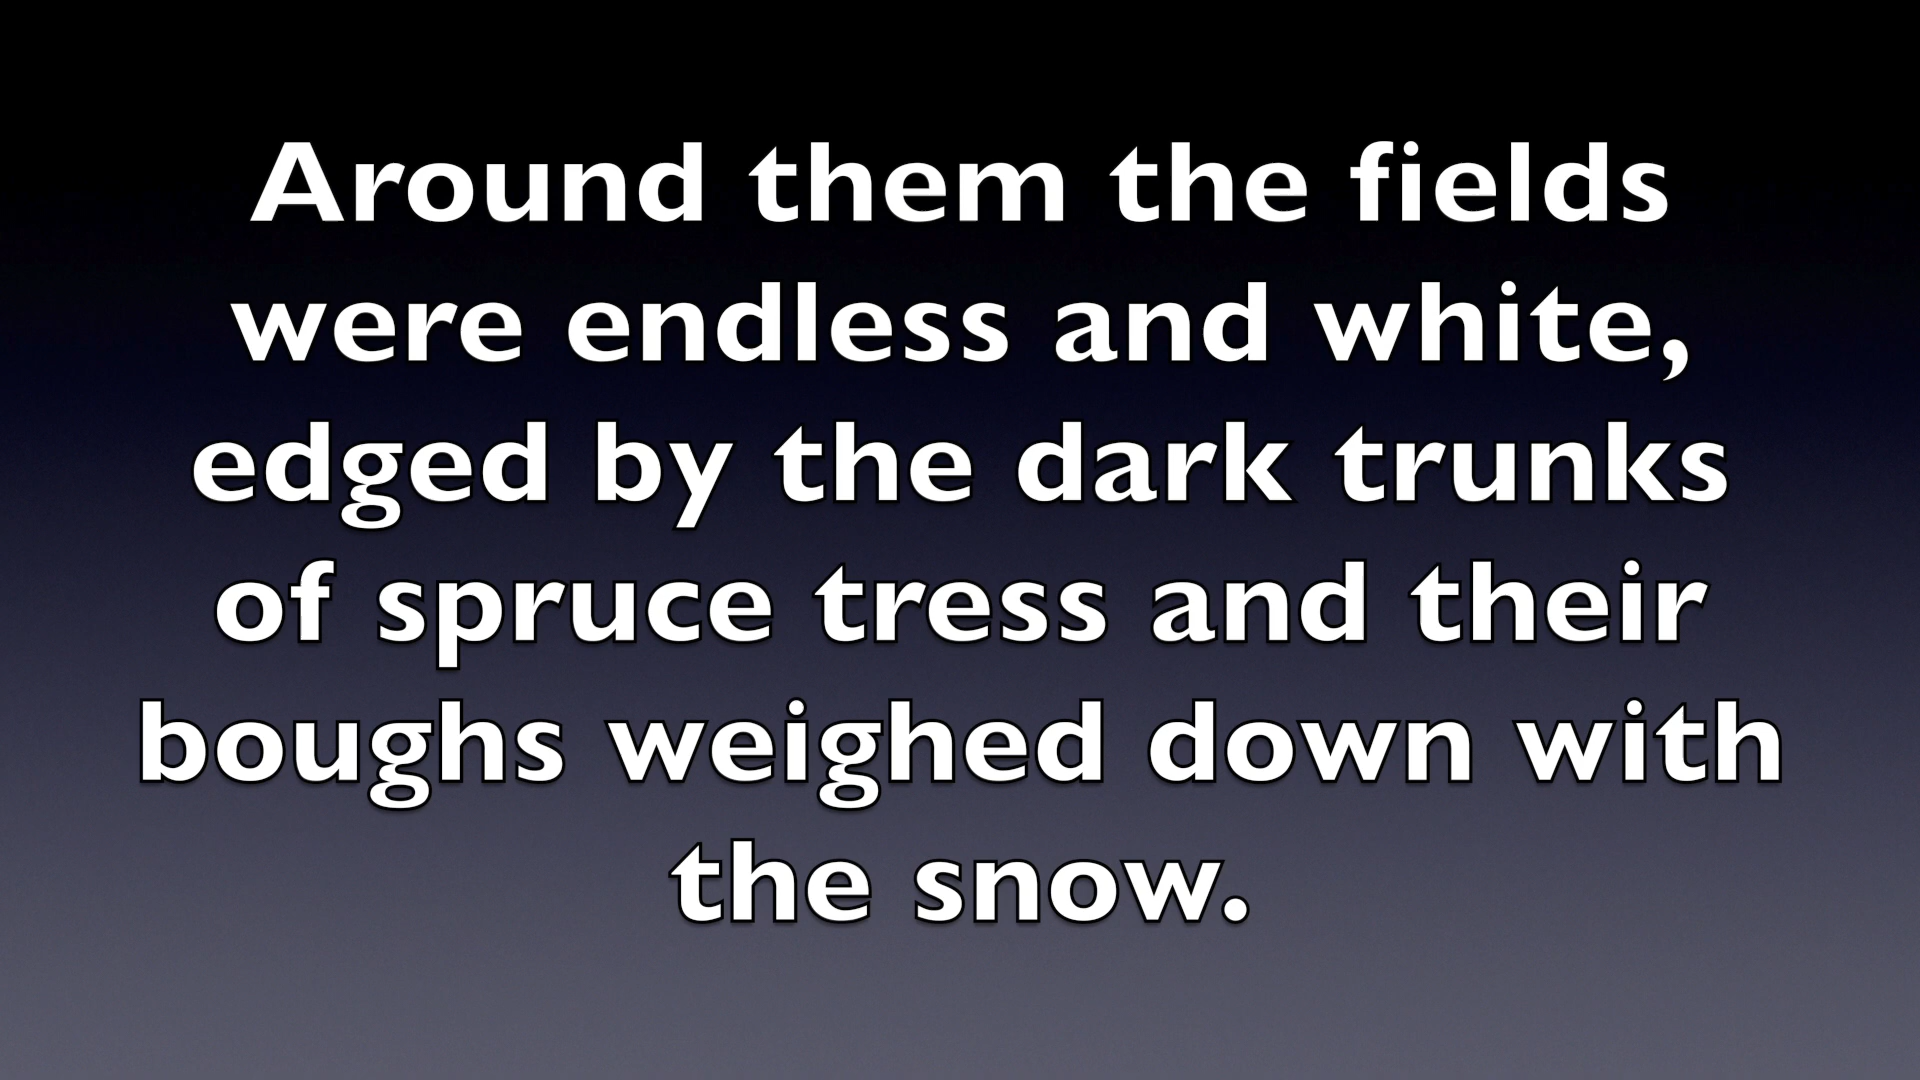 Around them the fields
were endless and white,
edged by the dark trunks
of spruce tress and their
boughs weighed down with
the snow.